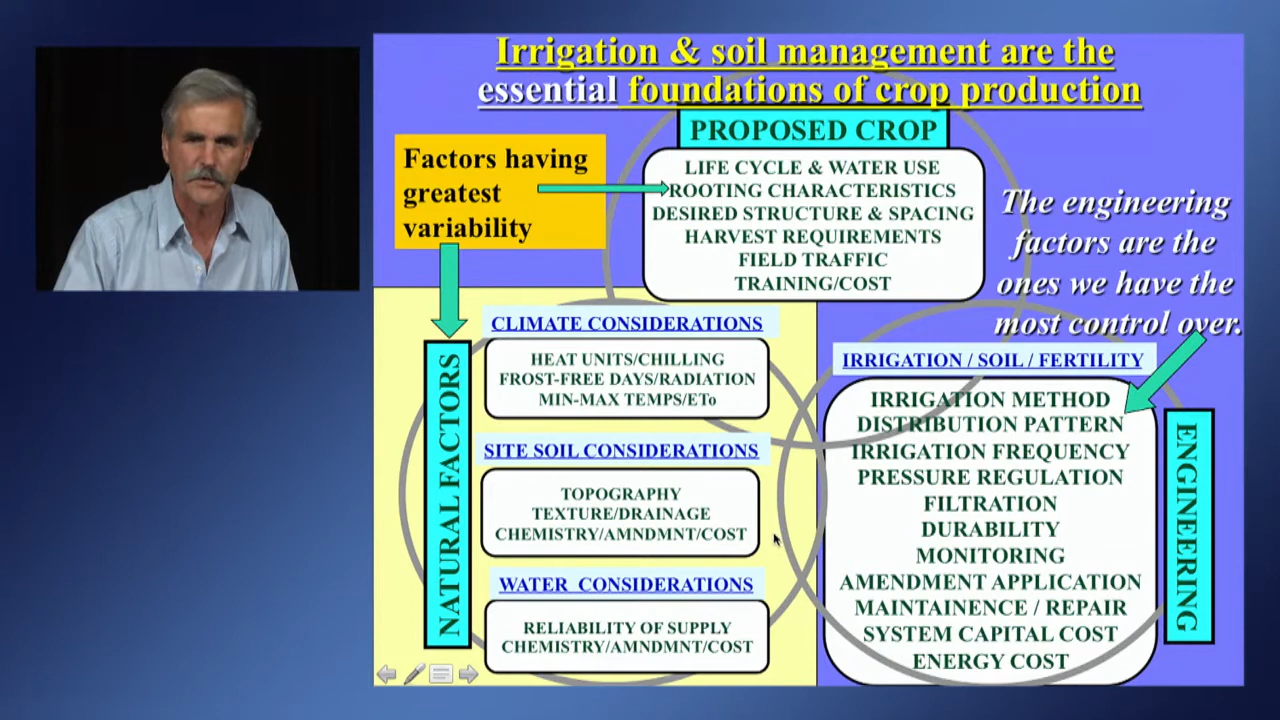 Irrigation & soil management are the
essential foundations of crop production
PROPOSED CROP
Factors having
greatest
variability
LIFE CYCLE & WATER USE
ROOTING CHARACTERISTICS
DESIRED STRUCTURE & SPACING
HARVEST REQUIREMENTS
FIELD TRAFFIC
TRAINING/COST
The engineering
factors are the
ones we have the
most control over.
NATURAL FACTORS
CLIMATE CONSIDERATIONS
HEAT UNITS/CHILLING
FROST-FREE DAYS/RADIATION
MIN-MAX TEMPS/ETo
SITE SOIL CONSIDERATIONS
TOPOGRAPHY
TEXTURE/DRAINAGE
CHEMISTRY/AMNDMNT/COST
WATER CONSIDERATIONS
RELIABILITY OF SUPPLY
CHEMISTRY/AMNDMNT/COST
IRRIGATION / SOIL / FERTILITY
IRRIGATION METHOD
DISTRIBUTION PATTERN
IRRIGATION FREQUENCY
PRESSURE REGULATION
FILTRATION
DURABILITY
MONITORING
AMENDMENT APPLICATION
MAINTAINENCE / REPAIR
SYSTEM CAPITAL COST
ENERGY COST
ENGINEERING